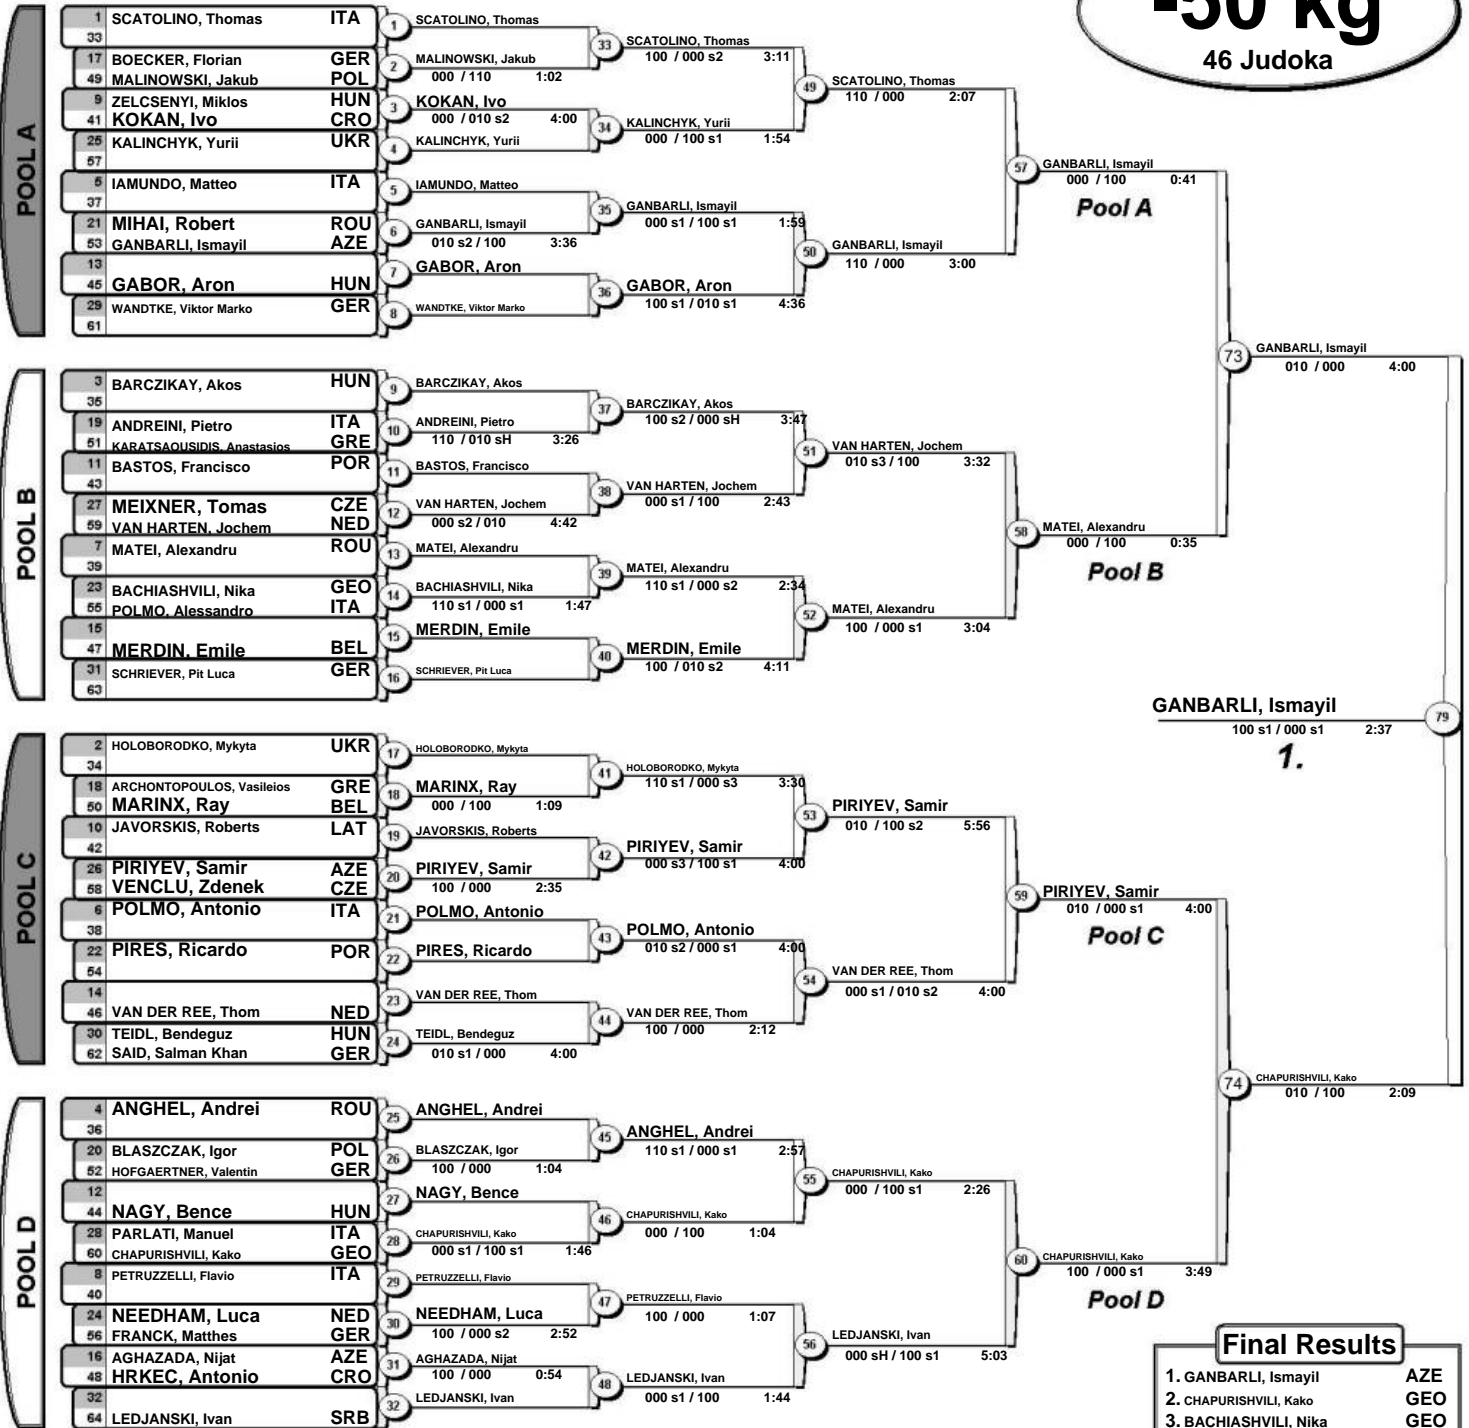 -50 kg
46 Judoka
POOL A
1 SCATOLINO, Thomas ITA
33
17 BOECKER, Florian GER
49 MALINOWSKI, Jakub POL
9 ZELCSENYI, Miklos HUN
41 KOKAN, Ivo CRO
25 KALINCHYK, Yurii UKR
57
5 IAMUNDO, Matteo ITA
37
21 MIHAI, Robert ROU
53 GANBARLI, Ismayil AZE
13
45 GABOR, Aron HUN
29 WANDTKE, Viktor Marko GER
61
1 SCATOLINO, Thomas
2 MALINOWSKI, Jakub
000 / 110 1:02
3 KOKAN, Ivo
000 / 010 s2 4:00
4 KALINCHYK, Yurii
5 IAMUNDO, Matteo
6 GANBARLI, Ismayil
010 s2 / 100 3:36
7 GABOR, Aron
8 WANDTKE, Viktor Marko
33 SCATOLINO, Thomas
100 / 000 s2 3:11
34 KALINCHYK, Yurii
000 / 100 s1 1:54
35 GANBARLI, Ismayil
000 s1 / 100 s1 1:59
36 GABOR, Aron
100 s1 / 010 s1 4:36
49 SCATOLINO, Thomas
110 / 000 2:07
50 GANBARLI, Ismayil
110 / 000 3:00
57 GANBARLI, Ismayil
000 / 100 0:41
Pool A
POOL B
3 BARCZIKAY, Akos HUN
35
19 ANDREINI, Pietro ITA
51 KARATSAOUSIDIS, Anastasios GRE
11 BASTOS, Francisco POR
43
27 MEIXNER, Tomas CZE
59 VAN HARTEN, Jochem NED
7 MATEI, Alexandru ROU
39
23 BACHIASHVILI, Nika GEO
55 POLMO, Alessandro ITA
15
47 MERDIN, Emile BEL
31 SCHRIEVER, Pit Luca GER
63
9 BARCZIKAY, Akos
10 ANDREINI, Pietro
110 / 010 sH 3:26
11 BASTOS, Francisco
12 VAN HARTEN, Jochem
000 s2 / 010 4:42
13 MATEI, Alexandru
14 BACHIASHVILI, Nika
110 s1 / 000 s1 1:47
15 MERDIN, Emile
16 SCHRIEVER, Pit Luca
37 BARCZIKAY, Akos
100 s2 / 000 sH 3:47
38 VAN HARTEN, Jochem
000 s1 / 100 2:43
39 MATEI, Alexandru
110 s1 / 000 s2 2:34
40 MERDIN, Emile
100 / 010 s2 4:11
51 VAN HARTEN, Jochem
010 s3 / 100 3:32
52 MATEI, Alexandru
100 / 000 s1 3:04
58 MATEI, Alexandru
000 / 100 0:35
Pool B
73 GANBARLI, Ismayil
010 / 000 4:00
GANBARLI, Ismayil 79
100 s1 / 000 s1 2:37
1.
POOL C
2 HOLOBORODKO, Mykyta UKR
34
18 ARCHONTOPOULOS, Vasileios GRE
50 MARINX, Ray BEL
10 JAVORSKIS, Roberts LAT
42
26 PIRIYEV, Samir AZE
58 VENCLU, Zdenek CZE
6 POLMO, Antonio ITA
38
22 PIRES, Ricardo POR
54
14
46 VAN DER REE, Thom NED
30 TEIDL, Bendeguz HUN
62 SAID, Salman Khan GER
17 HOLOBORODKO, Mykyta
18 MARINX, Ray
000 / 100 1:09
19 JAVORSKIS, Roberts
20 PIRIYEV, Samir
100 / 000 2:35
21 POLMO, Antonio
22 PIRES, Ricardo
23 VAN DER REE, Thom
24 TEIDL, Bendeguz
010 s1 / 000 4:00
41 HOLOBORODKO, Mykyta
110 s1 / 000 s3 3:30
42 PIRIYEV, Samir
000 s3 / 100 s1 4:00
43 POLMO, Antonio
010 s2 / 000 s1 4:00
44 VAN DER REE, Thom
100 / 000 2:12
53 PIRIYEV, Samir
010 / 100 s2 5:56
54 VAN DER REE, Thom
000 s1 / 010 s2 4:00
59 PIRIYEV, Samir
010 / 000 s1 4:00
Pool C
POOL D
4 ANGHEL, Andrei ROU
36
20 BLASZCZAK, Igor POL
52 HOFGAERTNER, Valentin GER
12
44 NAGY, Bence HUN
28 PARLATI, Manuel ITA
60 CHAPURISHVILI, Kako GEO
8 PETRUZZELLI, Flavio ITA
40
24 NEEDHAM, Luca NED
56 FRANCK, Matthes GER
16 AGHAZADA, Nijat AZE
48 HRKEC, Antonio CRO
32
64 LEDJANSKI, Ivan SRB
25 ANGHEL, Andrei
26 BLASZCZAK, Igor
100 / 000 1:04
27 NAGY, Bence
28 CHAPURISHVILI, Kako
000 s1 / 100 s1 1:46
29 PETRUZZELLI, Flavio
30 NEEDHAM, Luca
100 / 000 s2 2:52
31 AGHAZADA, Nijat
100 / 000 0:54
32 LEDJANSKI, Ivan
45 ANGHEL, Andrei
110 s1 / 000 s1 2:57
46 CHAPURISHVILI, Kako
000 / 100 1:04
47 PETRUZZELLI, Flavio
100 / 000 1:07
48 LEDJANSKI, Ivan
000 s1 / 100 1:44
55 CHAPURISHVILI, Kako
000 / 100 s1 2:26
56 LEDJANSKI, Ivan
000 sH / 100 s1 5:03
60 CHAPURISHVILI, Kako
100 / 000 s1 3:49
Pool D
74 CHAPURISHVILI, Kako
010 / 100 2:09
Final Results
1. GANBARLI, Ismayil AZE
2. CHAPURISHVILI, Kako GEO
3. BACHIASHVILI, Nika GEO